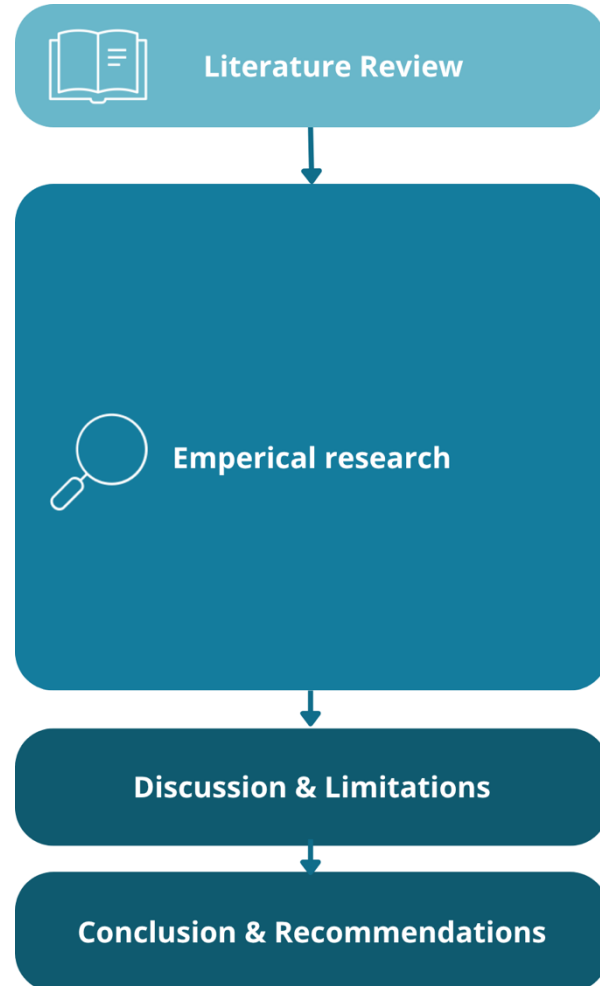 Literature Review
Emperical research
Discussion & Limitations
Conclusion & Recommendations